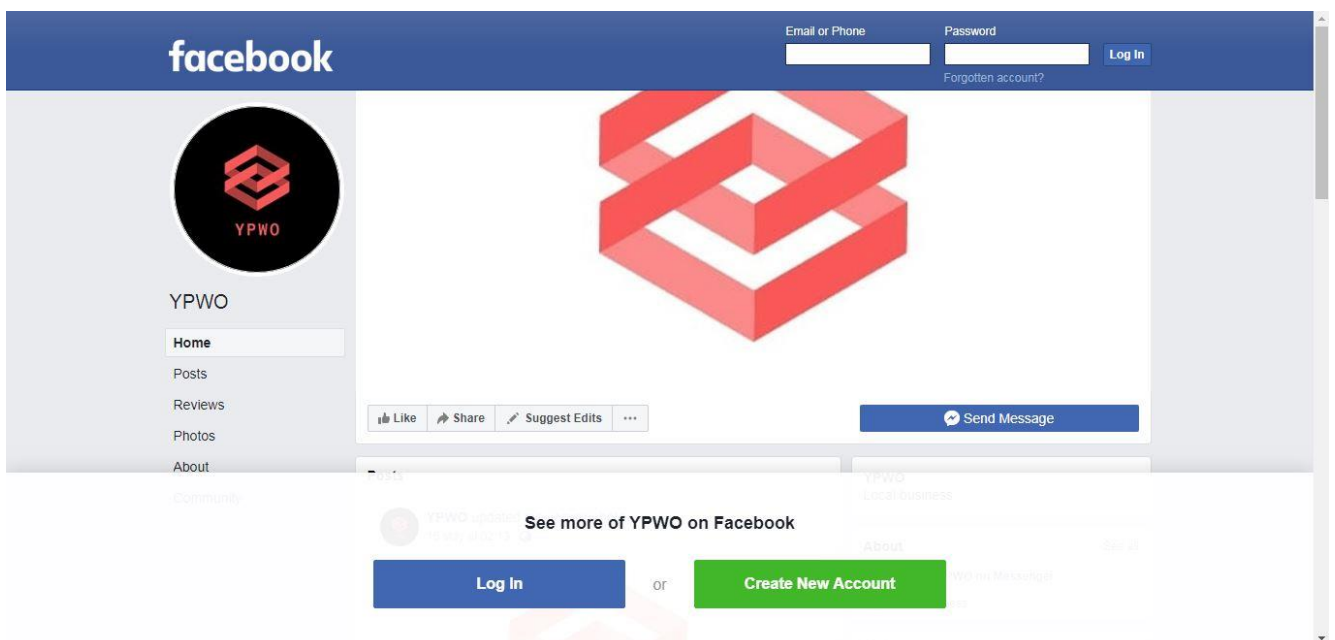 facebook
Email or Phone
Password
Log In
Forgotten account?
YPWO
YPWO
Home
Posts
Reviews
Photos
About
Community
Like
Share
Suggest Edits
Send Message
Posts
YPWO
Local business
About
See more of YPWO on Facebook
Log In
or
Create New Account